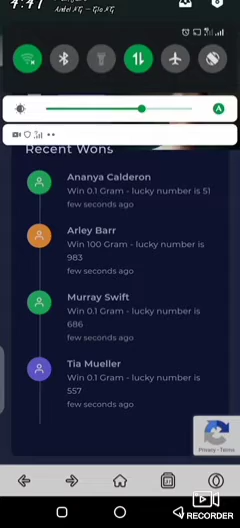 4:47
Airtel NG — Glo NG
Recent Wons
Ananya Calderon
Win 0.1 Gram - lucky number is 51
few seconds ago
Arley Barr
Win 100 Gram - lucky number is
983
few seconds ago
Murray Swift
Win 0.1 Gram - lucky number is
686
few seconds ago
Tia Mueller
Win 0.1 Gram - lucky number is
557
few seconds ago
Privacy - Terms
RECORDER